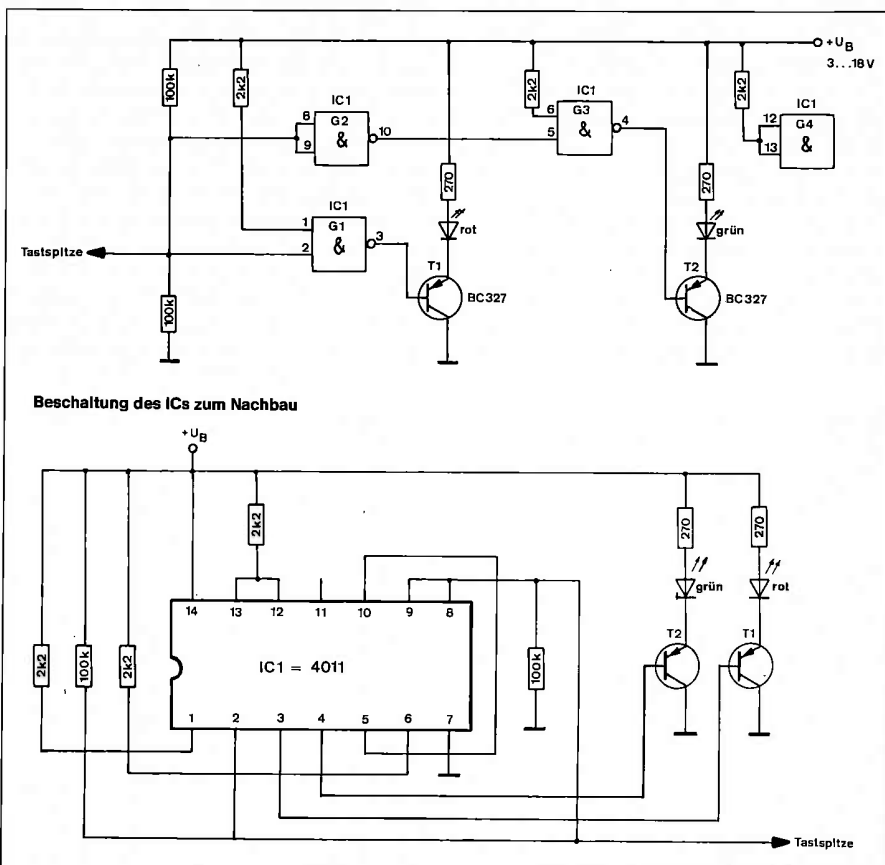 +UB
3...18V
100k
2k2
IC1
8
G2
&
9
10
IC1
1
G1
2
&
3
Tastspitze
100k
270
rot
T1
BC327
2k2
IC1
6
G3
5
&
4
270
grün
T2
BC327
2k2
IC1
12
G4
13
&
Beschaltung des ICs zum Nachbau
+UB
2k2
100k
2k2
2k2
14
13
12
11
10
9
8
IC1 = 4011
1
2
3
4
5
6
7
100k
270
270
grün
rot
T2
T1
Tastspitze